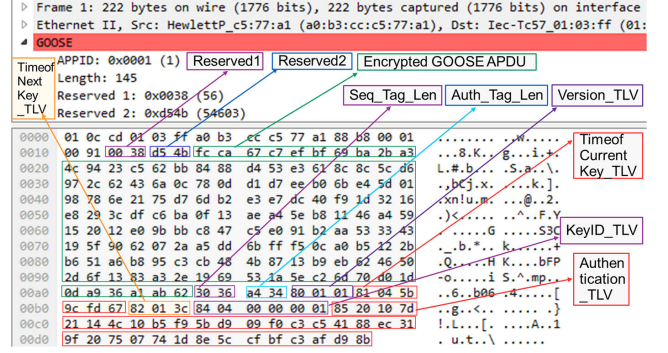 Frame 1: 222 bytes on wire (1776 bits), 222 bytes captured (1776 bits) on interface
Ethernet II, Src: HewlettP_c5:77:a1 (a0:b3:cc:c5:77:a1), Dst: Iec-Tc57_01:03:ff (01:
GOOSE
APPID: 0x0001 (1)
Reserved1
Reserved2
Encrypted GOOSE APDU
Timeof
Next
Key
_TLV
Length: 145
Reserved 1: 0x0038 (56)
Reserved 2: 0xd54b (54603)
Seq_Tag_Len
Auth_Tag_Len
Version_TLV
0000 01 0c cd 01 03 ff a0 b3 cc c5 77 a1 88 b8 00 01 ........ ..w.....
0010 00 91 00 38 d5 4b fc ca 67 c7 ef bf 69 ba 2b a3 ...8.K.. g...i.+.
0020 4c 94 23 c5 62 bb 84 88 d4 53 e3 61 8c 8c 5c d6 L.#.b... .S.a..\.
0030 97 2c 62 43 6a 0c 78 0d d1 d7 ee b0 6b e4 5d 01 .,bCj.x. ....k.].
0040 98 78 6e 21 75 d7 6d b2 e3 e7 dc 40 f9 1d 32 16 .xn!u.m. ...@..2.
0050 e8 29 3c df c6 ba 0f 13 ae a4 5e b8 11 46 a4 59 .)<..... ..^..F.Y
0060 15 20 12 e0 9b bb c8 47 c5 e0 91 b2 aa 53 33 43 . .....G .....S3C
0070 19 5f 90 62 07 2a a5 dd 6b ff f5 0c a0 b5 12 2b ._.b.*.. k......+
0080 b6 51 a6 b8 95 c3 cb 48 4b 87 13 b9 eb 62 46 50 .Q.....H K....bFP
0090 2d 6f 13 83 a3 2e 19 69 53 1a 5e c2 6d 70 d0 1d -o.....i S.^.mp..
00a0 0d a9 36 a1 ab 62 30 36 a4 34 80 01 01 81 04 5b ..6..b06 .4.....[
00b0 9c fd 67 82 01 3c 84 04 00 00 00 01 85 20 10 7d ..g..<.. ..... .}
00c0 21 14 4c 10 b5 f9 5b d9 09 f0 c3 c5 41 88 ec 31 !.L...[. ....A..1
00d0 9f 20 75 07 74 1d 8e 5c cf bf c3 af d9 8b . u.t..\ ......
Timeof
Current
Key_TLV
KeyID_TLV
Authen
tication
_TLV